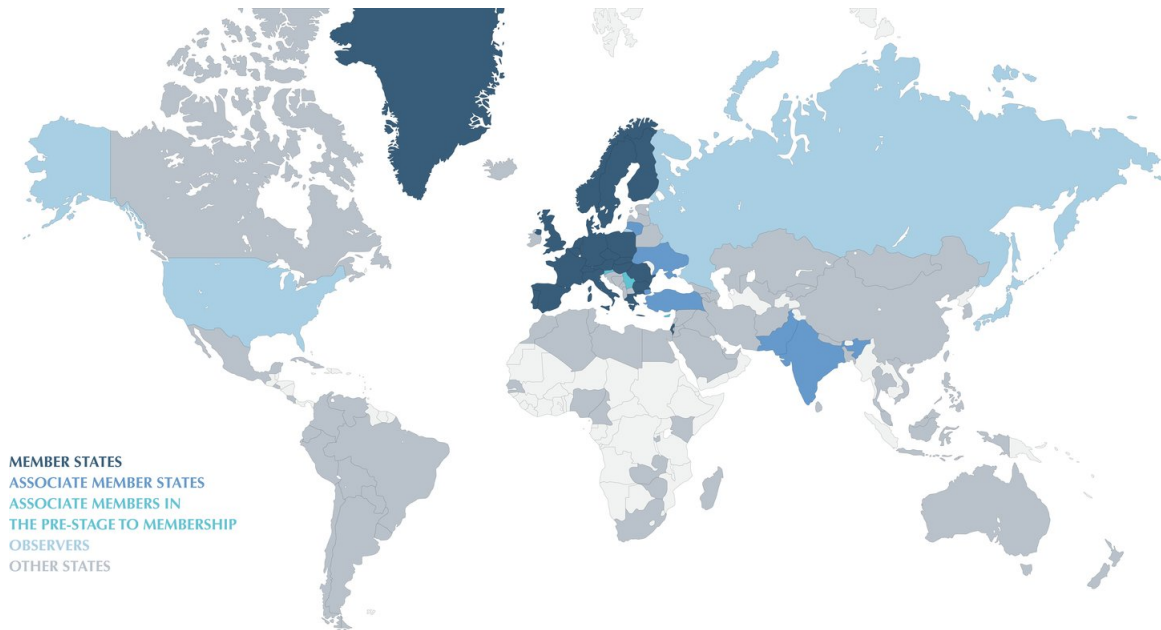 MEMBER STATES
ASSOCIATE MEMBER STATES
ASSOCIATE MEMBERS IN
THE PRE-STAGE TO MEMBERSHIP
OBSERVERS
OTHER STATES